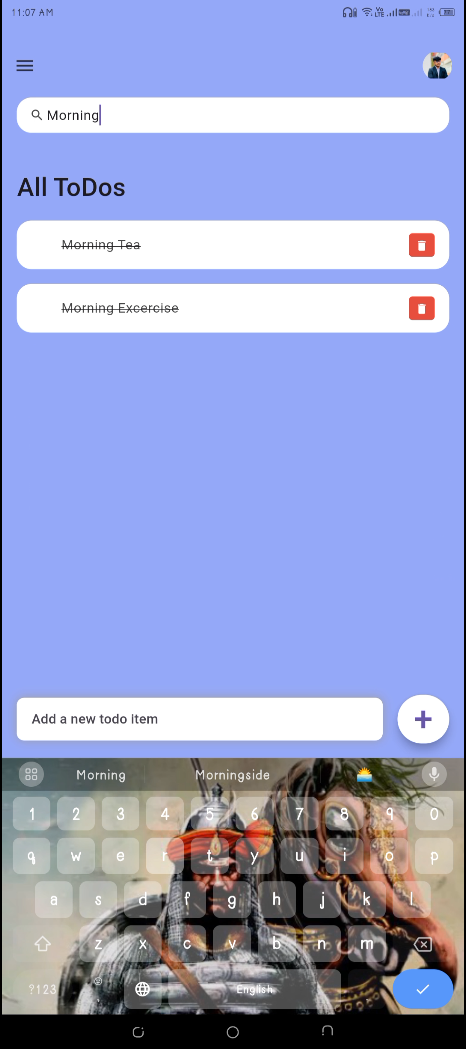 11:07 AM
Morning
All ToDos
Morning Tea
Morning Excercise
Add a new todo item
Morning Morningside
1 2 3 4 5 6 7 8 9 0
q w e r t y u i o p
a s d f g h j k l
z x c v b n m
?123 English